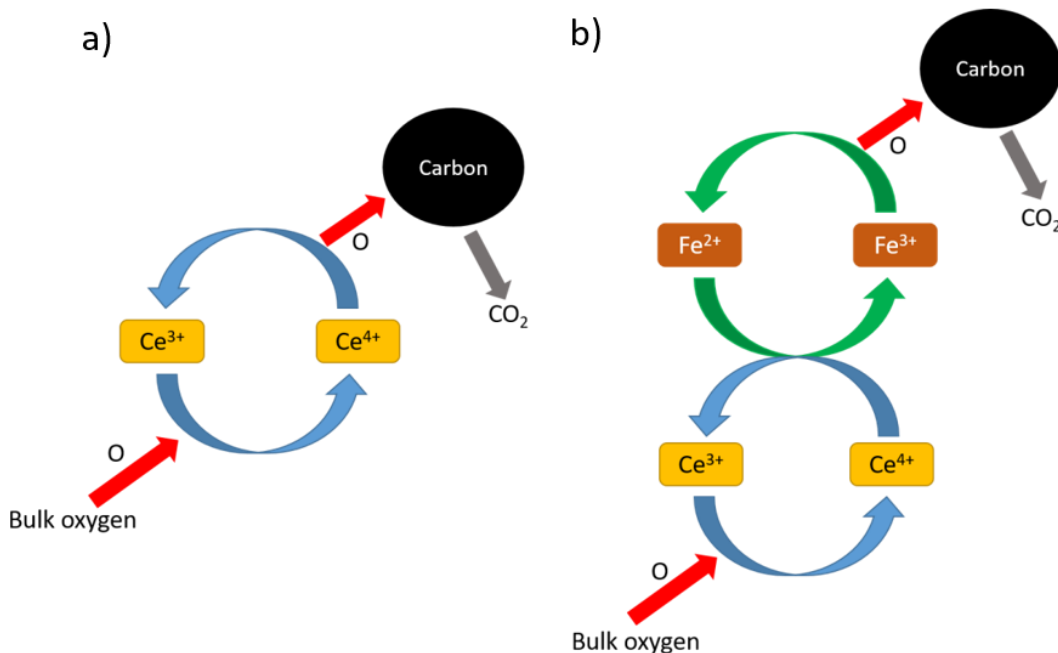 a)
Carbon
O
CO₂
Ce³⁺
Ce⁴⁺
O
Bulk oxygen
b)
Carbon
O
CO₂
Fe²⁺
Fe³⁺
Ce³⁺
Ce⁴⁺
O
Bulk oxygen